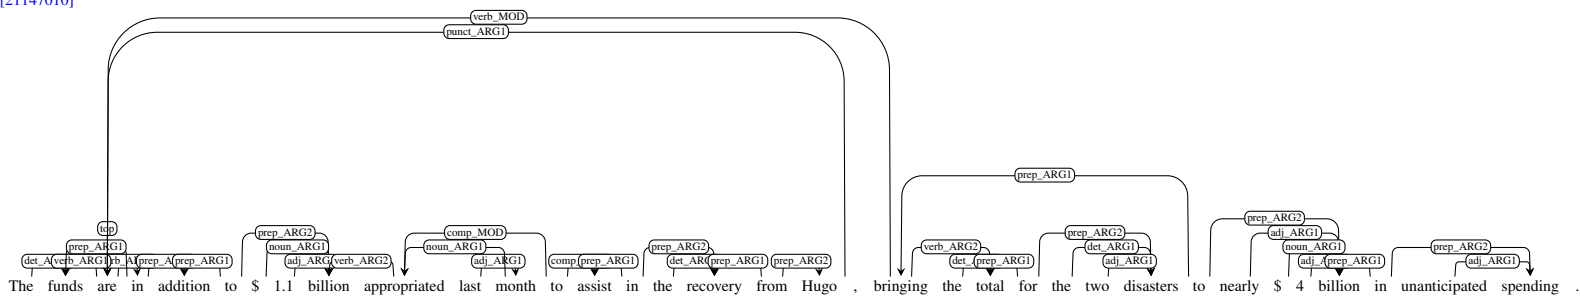 [21147010]
verb_MOD
punct_ARG1
prep_ARG1
top
prep_ARG2 comp_MOD prep_ARG2 prep_ARG2 prep_ARG2
prep_ARG1 noun_ARG1 noun_ARG1 prep_ARG2 verb_ARG2 det_ARG1 adj_ARG1 noun_ARG1 prep_ARG2
verb_ARG1 prep_ARG1 verb_ARG2 adj_ARG1 prep_ARG1 prep_ARG1 prep_ARG2 prep_ARG1 adj_ARG1 prep_ARG1 adj_ARG1
The funds are in addition to $ 1.1 billion appropriated last month to assist in the recovery from Hugo , bringing the total for the two disasters to nearly $ 4 billion in unanticipated spending .